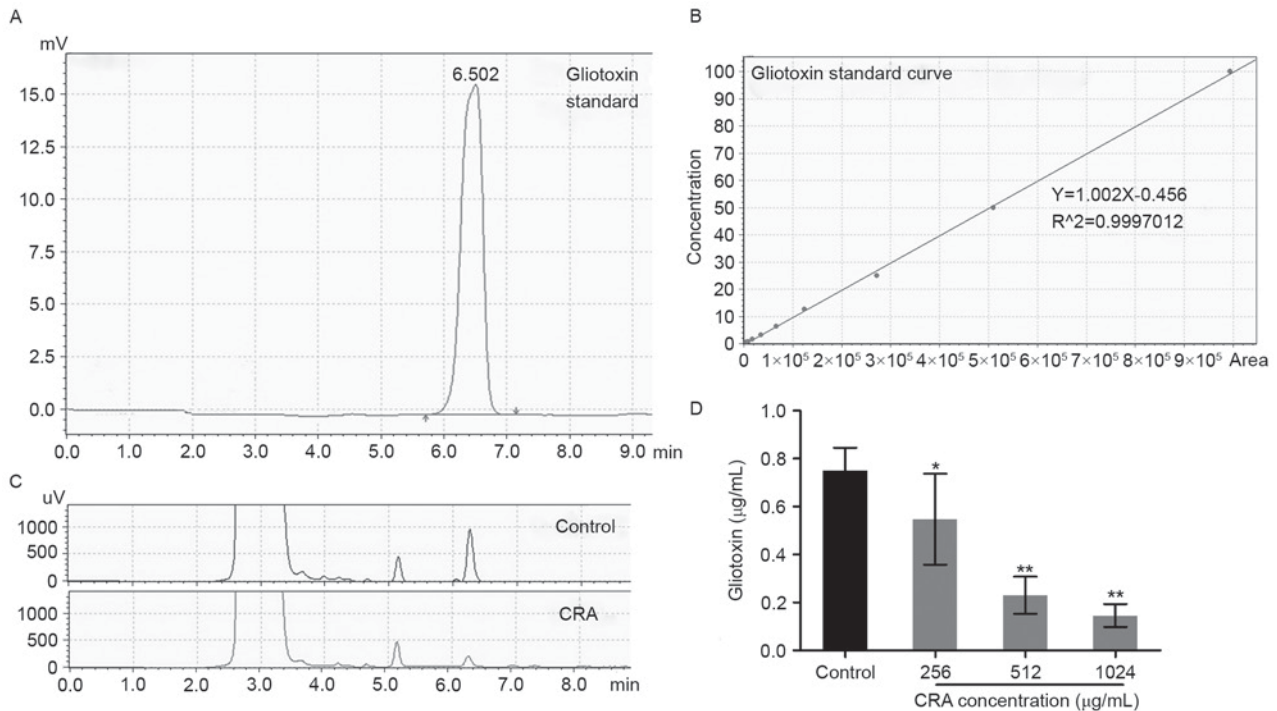 A
mV
6.502
Gliotoxin
standard
15.0
12.5
10.0
7.5
5.0
2.5
0.0
0.0 1.0 2.0 3.0 4.0 5.0 6.0 7.0 8.0 9.0 min
B
Gliotoxin standard curve
Concentration
100
90
80
70
60
50
40
30
20
10
0
Y=1.002X-0.456
R^2=0.9997012
0 1×10⁵ 2×10⁵ 3×10⁵ 4×10⁵ 5×10⁵ 6×10⁵ 7×10⁵ 8×10⁵ 9×10⁵ Area
C
uV
Control
1000
500
0
CRA
1000
500
0
0.0 1.0 2.0 3.0 4.0 5.0 6.0 7.0 8.0 min
D
Gliotoxin (µg/mL)
1.0
0.8
0.6
0.4
0.2
0.0
*
**
**
Control 256 512 1024
CRA concentration (µg/mL)